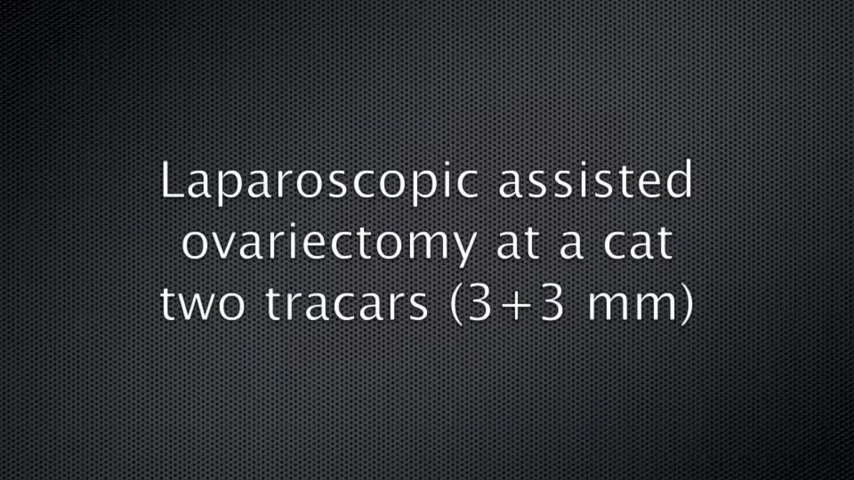 Laparoscopic assisted
ovariectomy at a cat
two tracars (3+3 mm)